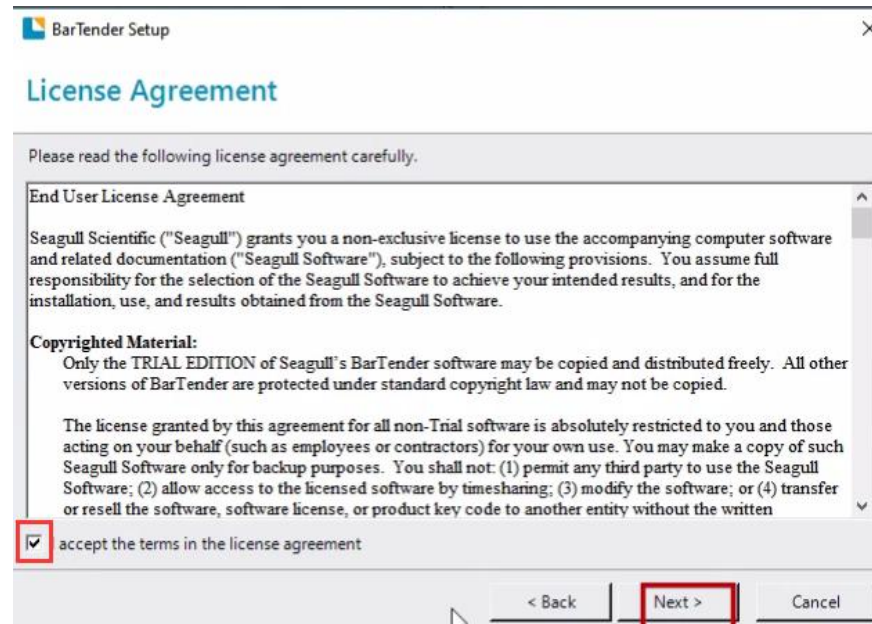 BarTender Setup
License Agreement
Please read the following license agreement carefully.
End User License Agreement
Seagull Scientific ("Seagull") grants you a non-exclusive license to use the accompanying computer software
and related documentation ("Seagull Software"), subject to the following provisions. You assume full
responsibility for the selection of the Seagull Software to achieve your intended results, and for the
installation, use, and results obtained from the Seagull Software.
Copyrighted Material:
Only the TRIAL EDITION of Seagull's BarTender software may be copied and distributed freely. All other
versions of BarTender are protected under standard copyright law and may not be copied.
The license granted by this agreement for all non-Trial software is absolutely restricted to you and those
acting on your behalf (such as employees or contractors) for your own use. You may make a copy of such
Seagull Software only for backup purposes. You shall not: (1) permit any third party to use the Seagull
Software; (2) allow access to the licensed software by timesharing; (3) modify the software; or (4) transfer
or resell the software, software license, or product key code to another entity without the written
accept the terms in the license agreement
< Back
Next >
Cancel